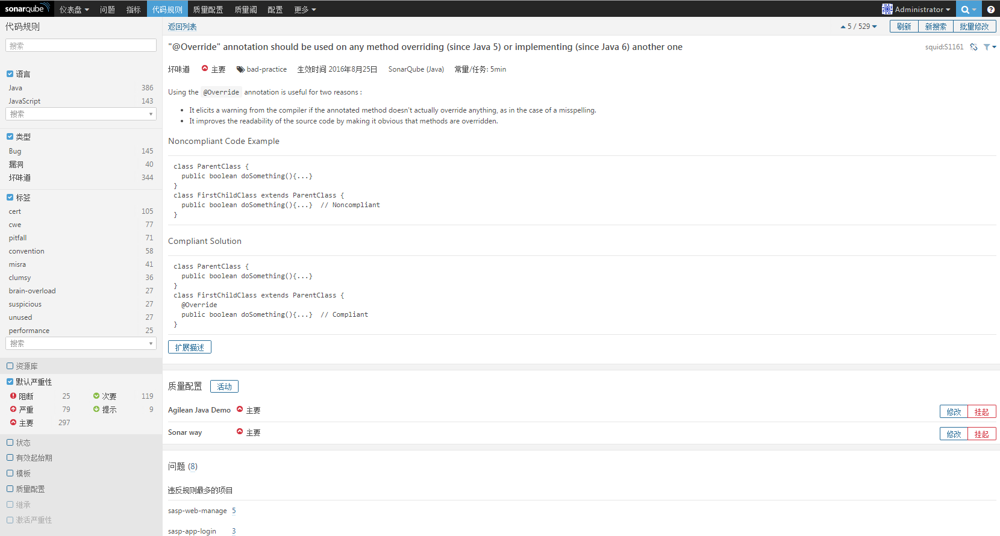 sonarqube 仪表盘 问题 指标 代码规则 质量配置 质量阈 配置 更多 Administrator
代码规则
搜索
语言
Java 386
JavaScript 143
搜索
类型
Bug 145
漏洞 40
坏味道 344
标签
cert 105
cwe 77
pitfall 71
convention 58
misra 41
clumsy 36
brain-overload 27
suspicious 27
unused 27
performance 25
搜索
资源库
默认严重性
阻断 25 次要 119
严重 79 提示 9
主要 297
状态
有效起始期
模板
质量配置
继承
激活严重性
返回列表 5 / 529 刷新 新搜索 批量修改
"@Override" annotation should be used on any method overriding (since Java 5) or implementing (since Java 6) another one squid:S1161
坏味道 主要 bad-practice 生效时间 2016年8月25日 SonarQube (Java) 常量/任务: 5min
Using the @Override annotation is useful for two reasons :
• It elicits a warning from the compiler if the annotated method doesn't actually override anything, as in the case of a misspelling.
• It improves the readability of the source code by making it obvious that methods are overridden.
Noncompliant Code Example
class ParentClass {
public boolean doSomething(){...}
}
class FirstChildClass extends ParentClass {
public boolean doSomething(){...}  // Noncompliant
}
Compliant Solution
class ParentClass {
public boolean doSomething(){...}
}
class FirstChildClass extends ParentClass {
@Override
public boolean doSomething(){...}  // Compliant
}
扩展描述
质量配置 活动
Agilean Java Demo 主要 修改 挂起
Sonar way 主要 修改 挂起
问题 (8)
违反规则最多的项目
sasp-web-manage 5
sasp-app-login 3